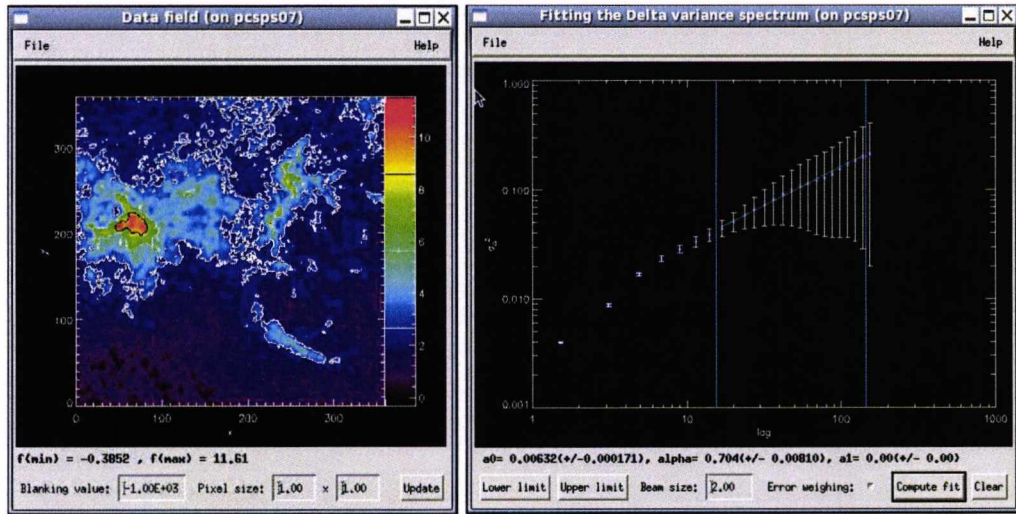 Data field (on pcsps07)
File
Help
300
200
100
0
y
0
100
200
300
x
10
8
6
4
2
0
f(min) = -0.3852 , f(max) = 11.61
Blanking value: -1.00E+03 Pixel size: 1.00 x 1.00 Update
Fitting the Delta variance spectrum (on pcsps07)
File
Help
1.000
0.100
0.010
0.001
1
10
100
1000
lag
a0= 0.00632(+/-0.000171), alpha= 0.704(+/- 0.00810), a1= 0.00(+/- 0.00)
Lower limit Upper limit Beam size: 2.00 Error weighing: Compute fit Clear